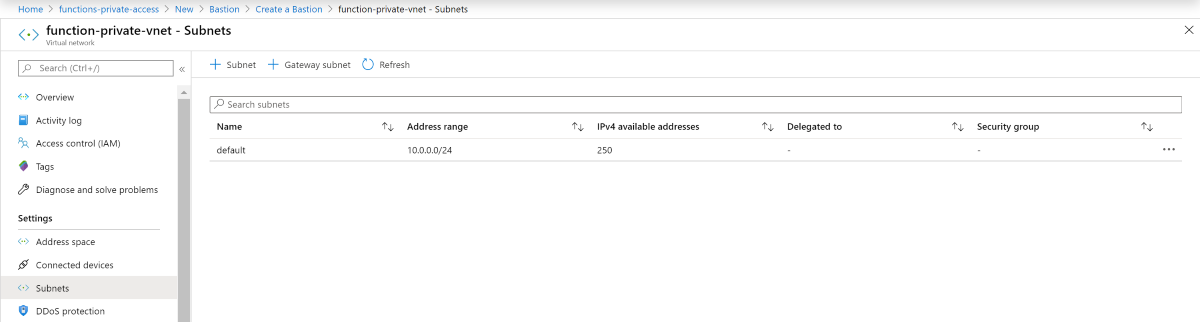 Home > functions-private-access > New > Bastion > Create a Bastion > function-private-vnet - Subnets
function-private-vnet - Subnets
Virtual network
Search (Ctrl+/)
Overview
Activity log
Access control (IAM)
Tags
Diagnose and solve problems
Settings
Address space
Connected devices
Subnets
DDoS protection
+ Subnet + Gateway subnet Refresh
Search subnets
Name Address range IPv4 available addresses Delegated to Security group
default 10.0.0.0/24 250 - -